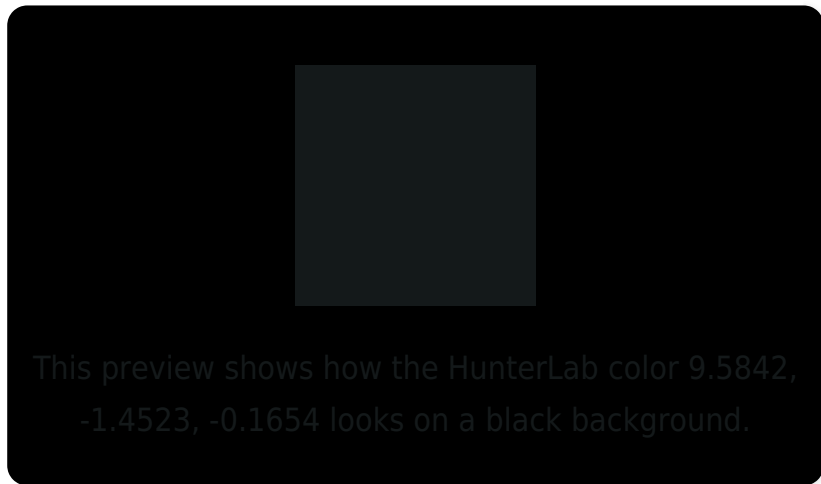 This preview shows how the HunterLab color 9.5842,
-1.4523, -0.1654 looks on a black background.